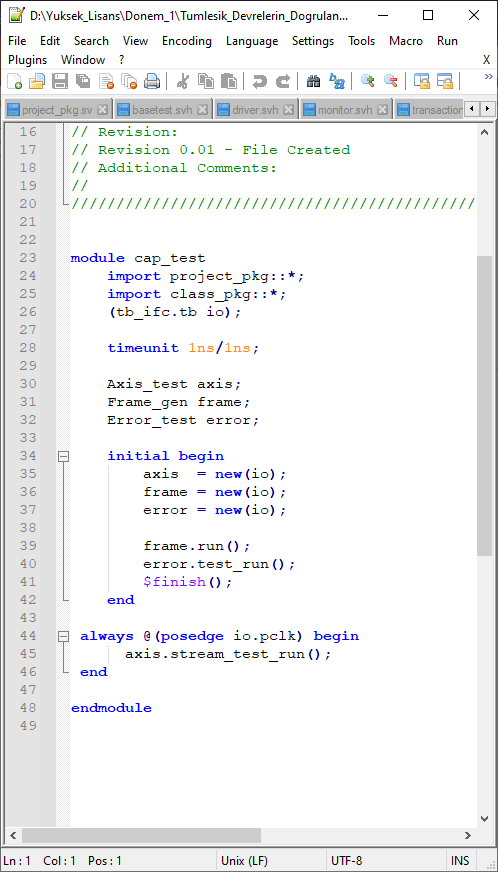 D:\Yuksek_Lisans\Donem_1\Tumlesik_Devrelerin_Dogrulan...
File Edit Search View Encoding Language Settings Tools Macro Run
Plugins Window ? X
project_pkg.sv basetest.svh driver.svh monitor.svh transaction
16 // Revision:
17 // Revision 0.01 - File Created
18 // Additional Comments:
19 //
20 /////////////////////////////////////////////
21
22
23 module cap_test
24     import project_pkg::*;
25     import class_pkg::*;
26     (tb_ifc.tb io);
27
28     timeunit 1ns/1ns;
29
30     Axis_test axis;
31     Frame_gen frame;
32     Error_test error;
33
34     initial begin
35         axis  = new(io);
36         frame = new(io);
37         error = new(io);
38
39         frame.run();
40         error.test_run();
41         $finish();
42     end
43
44  always @(posedge io.pclk) begin
45       axis.stream_test_run();
46  end
47
48 endmodule
49
Ln : 1 Col : 1 Pos : 1 Unix (LF) UTF-8 INS